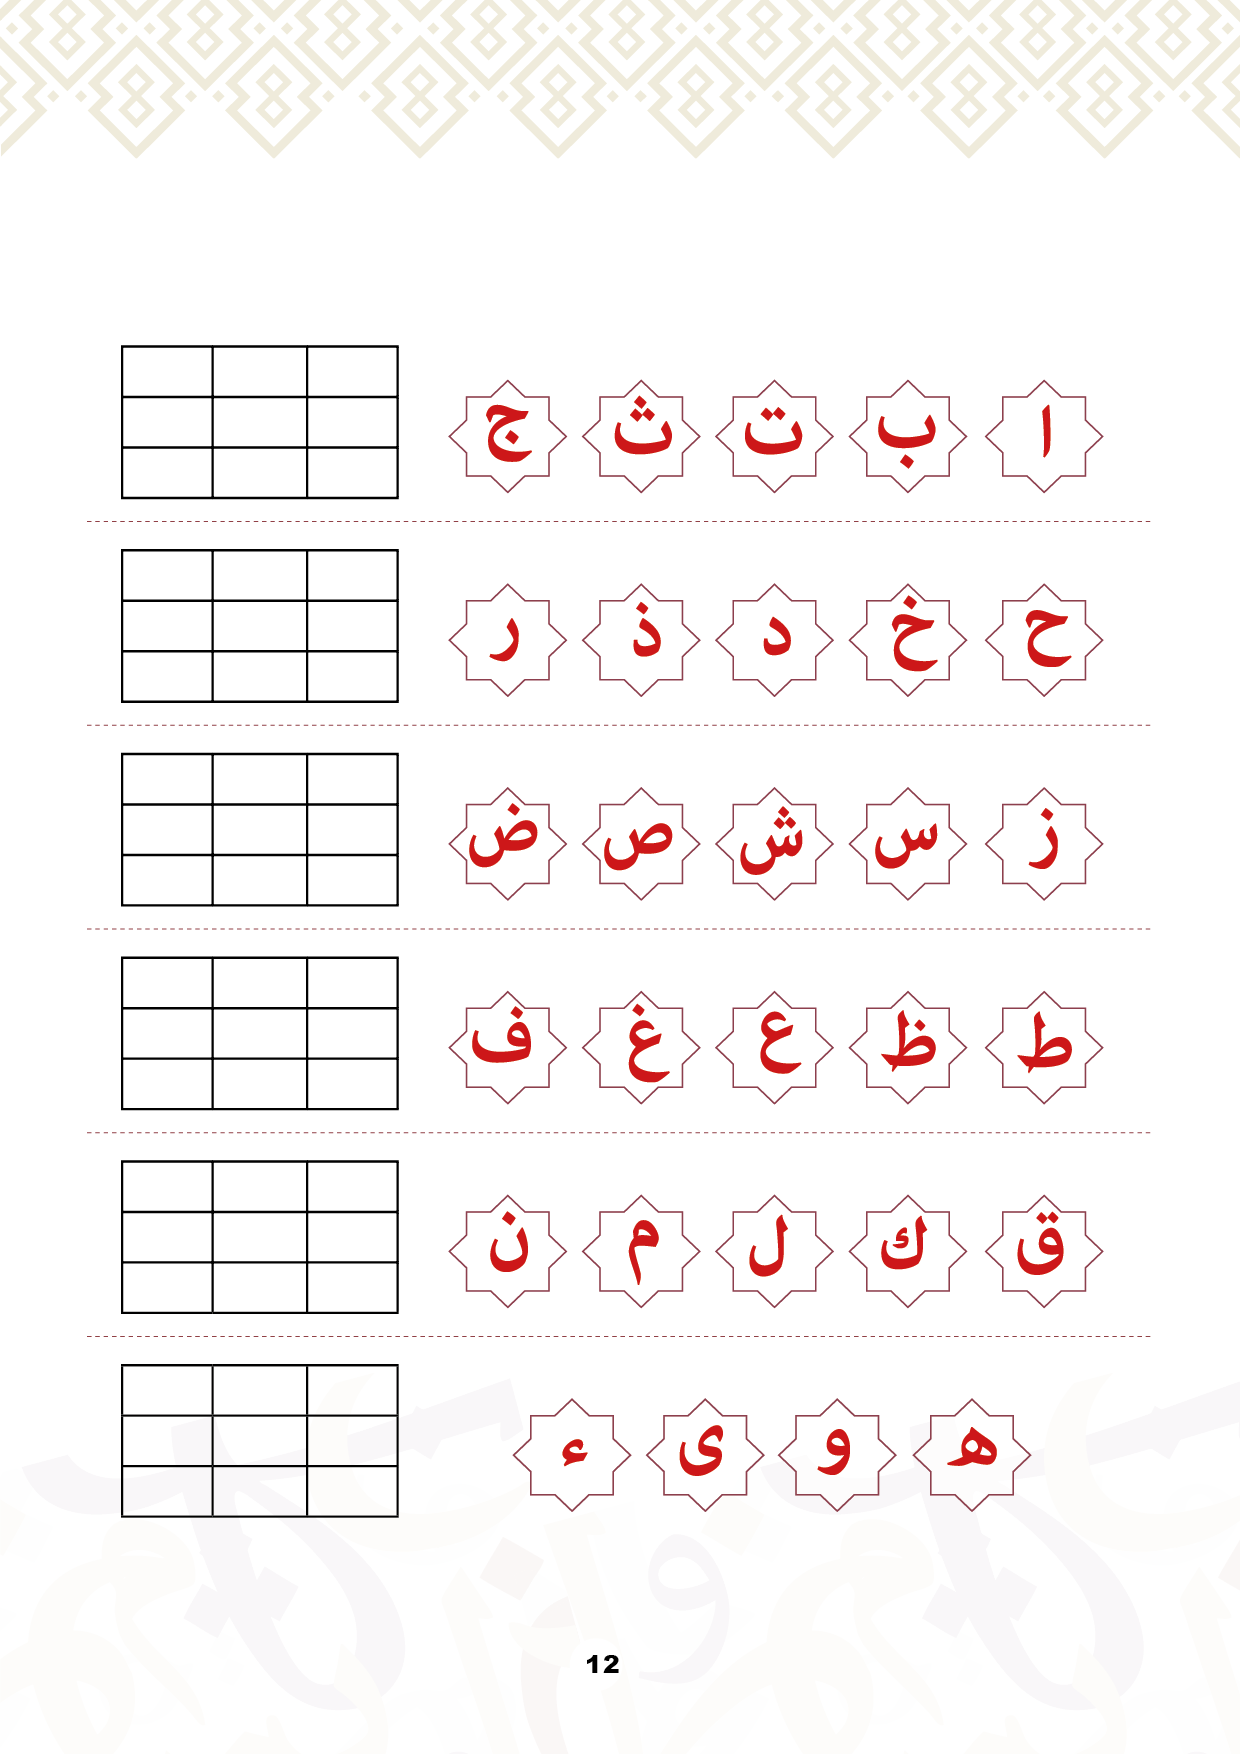 ا ب ت ث ج
ح خ د ذ ر
ز س ش ص ض
ط ظ ع غ ف
ق ك ل م ن
ه و ى ء
12